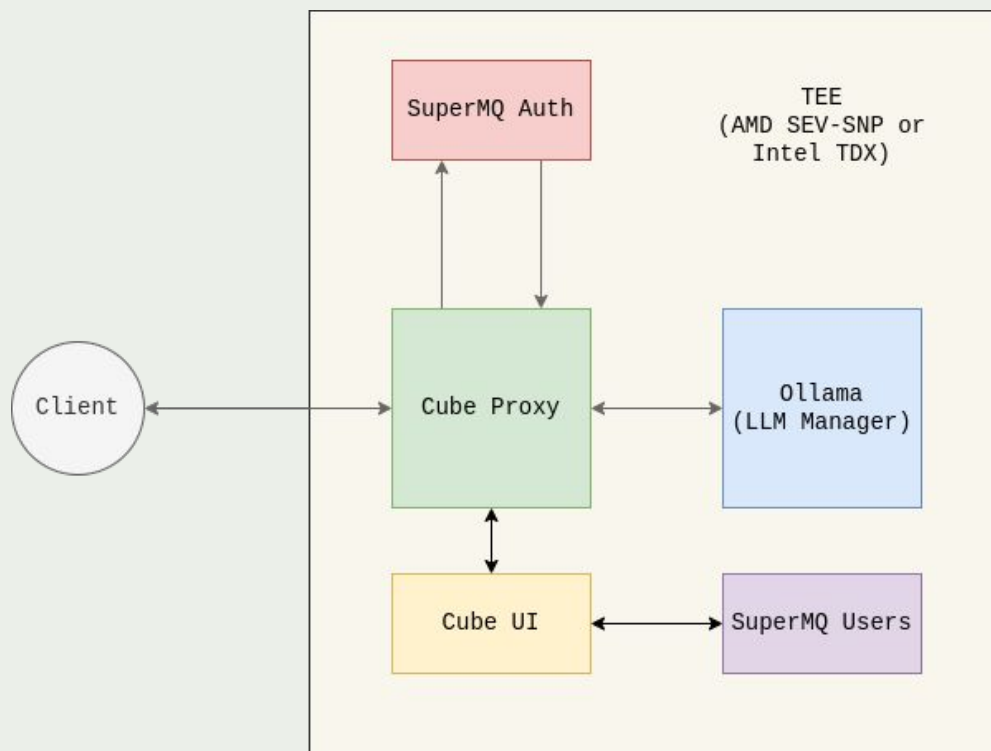 SuperMQ Auth
TEE
(AMD SEV-SNP or
Intel TDX)
Client
Cube Proxy
Ollama
(LLM Manager)
Cube UI
SuperMQ Users